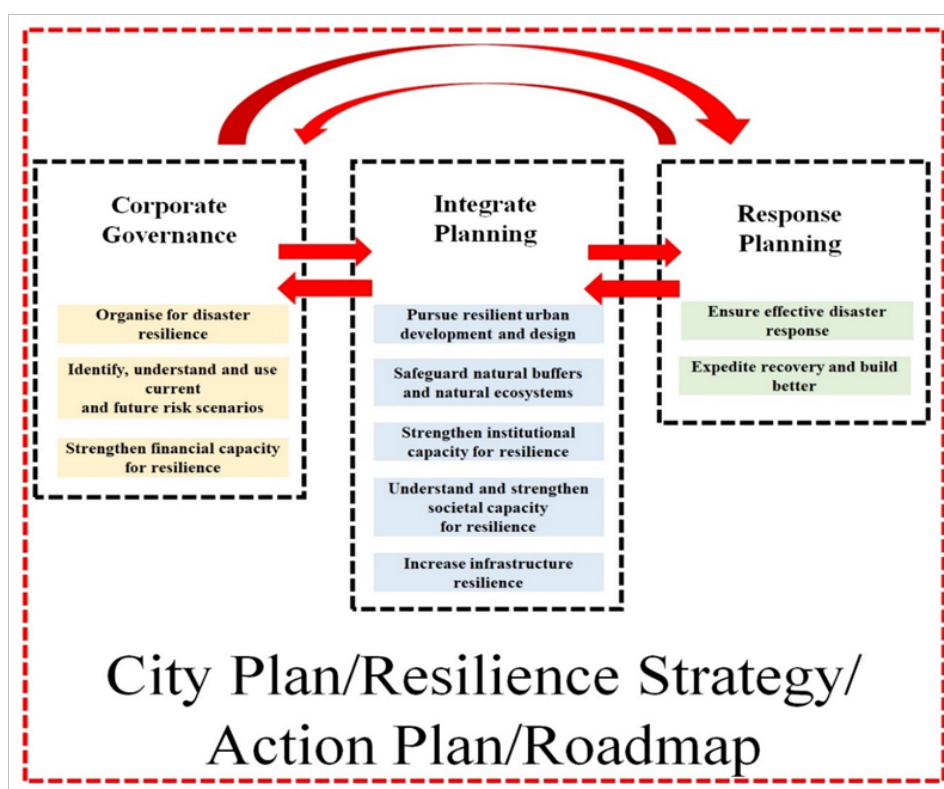 Corporate
Governance
Organise for disaster
resilience
Identify, understand and use
current
and future risk scenarios
Strengthen financial capacity
for resilience
Integrate
Planning
Pursue resilient urban
development and design
Safeguard natural buffers
and natural ecosystems
Strengthen institutional
capacity for resilience
Understand and strengthen
societal capacity
for resilience
Increase infrastructure
resilience
Response
Planning
Ensure effective disaster
response
Expedite recovery and build
better
City Plan/Resilience Strategy/
Action Plan/Roadmap